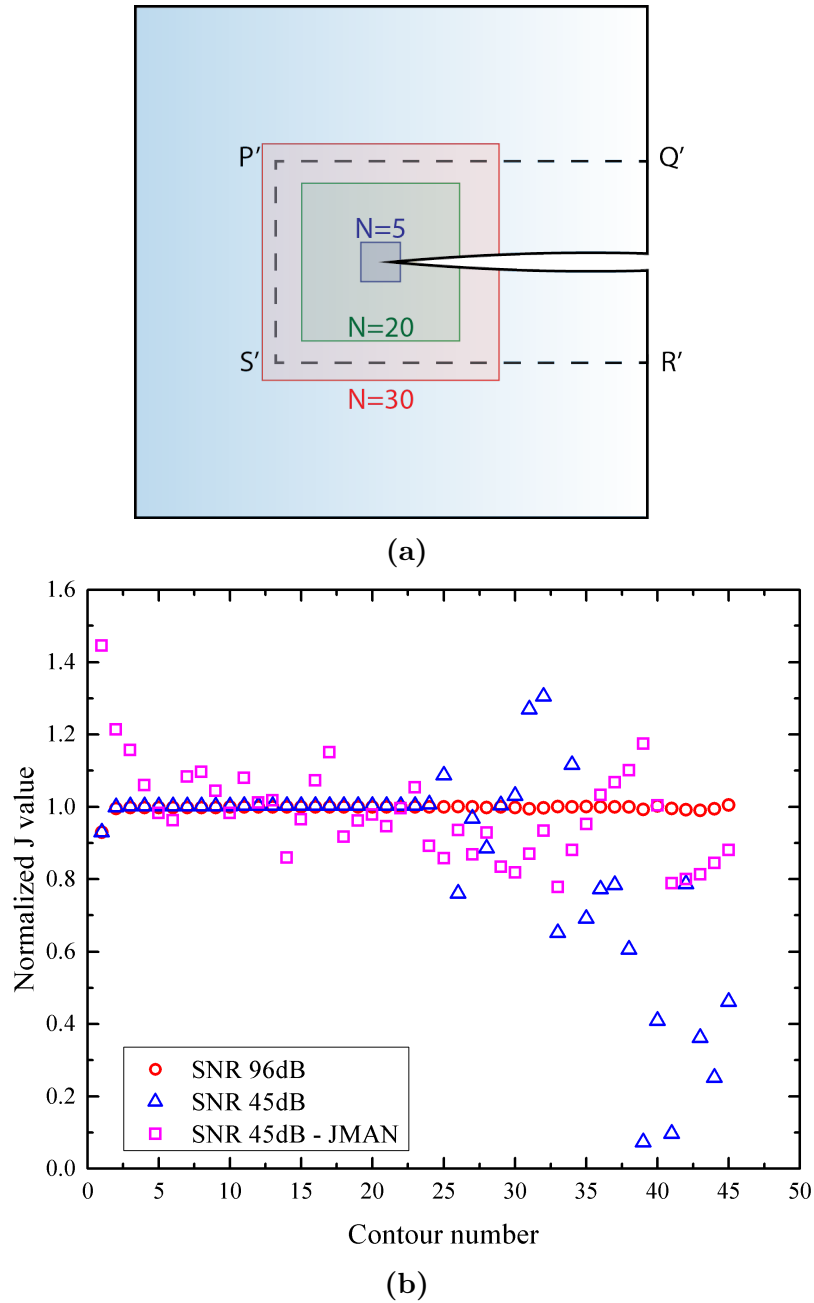 P′ Q′
N=5
N=20
S′ R′
N=30
(a)
1.6
1.4
1.2
1.0
0.8
0.6
0.4
0.2
0.0
Normalized J value
SNR 96dB
SNR 45dB
SNR 45dB - JMAN
0 5 10 15 20 25 30 35 40 45 50
Contour number
(b)